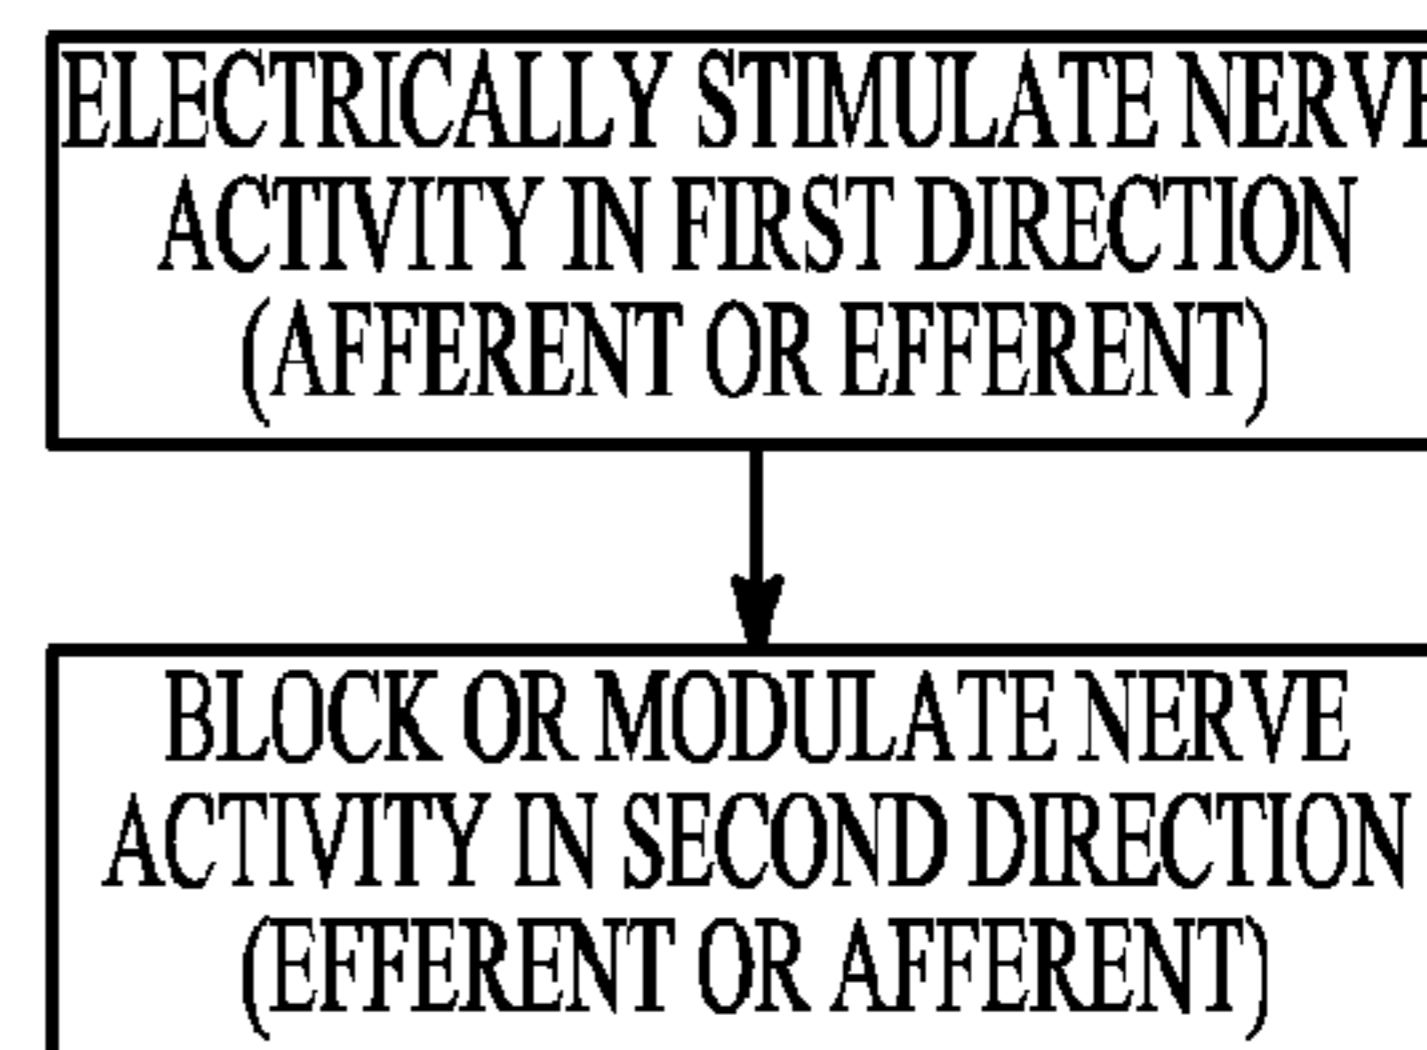 ELECTRICALLY STIMULATE NERVE
ACTIVITY IN FIRST DIRECTION
(AFFERENT OR EFFERENT)
BLOCK OR MODULATE NERVE
ACTIVITY IN SECOND DIRECTION
(EFFERENT OR AFFERENT)